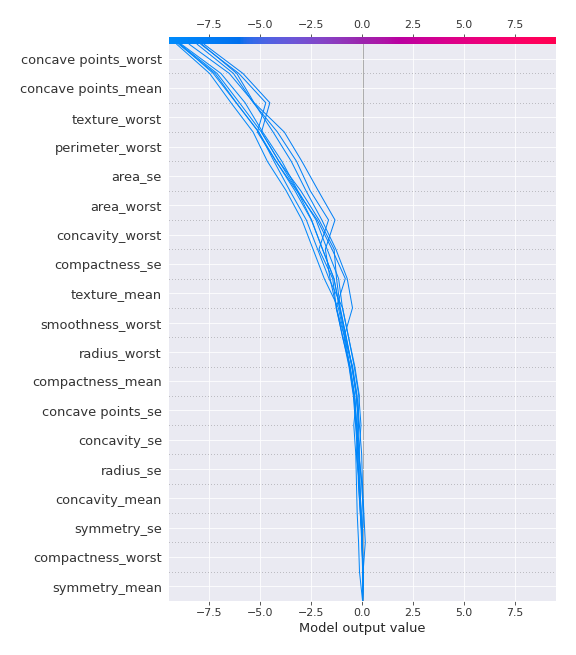 −7.5 −5.0 −2.5 0.0 2.5 5.0 7.5
concave points_worst
concave points_mean
texture_worst
perimeter_worst
area_se
area_worst
concavity_worst
compactness_se
texture_mean
smoothness_worst
radius_worst
compactness_mean
concave points_se
concavity_se
radius_se
concavity_mean
symmetry_se
compactness_worst
symmetry_mean
−7.5 −5.0 −2.5 0.0 2.5 5.0 7.5
Model output value